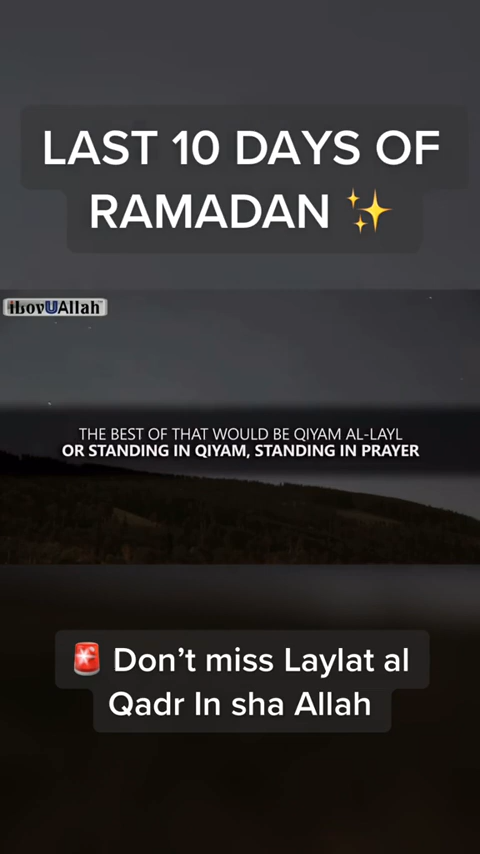 LAST 10 DAYS OF
RAMADAN ✨
iLovUAllah
THE BEST OF THAT WOULD BE QIYAM AL-LAYL
OR STANDING IN QIYAM, STANDING IN PRAYER
🚨 Don’t miss Laylat al
Qadr In sha Allah